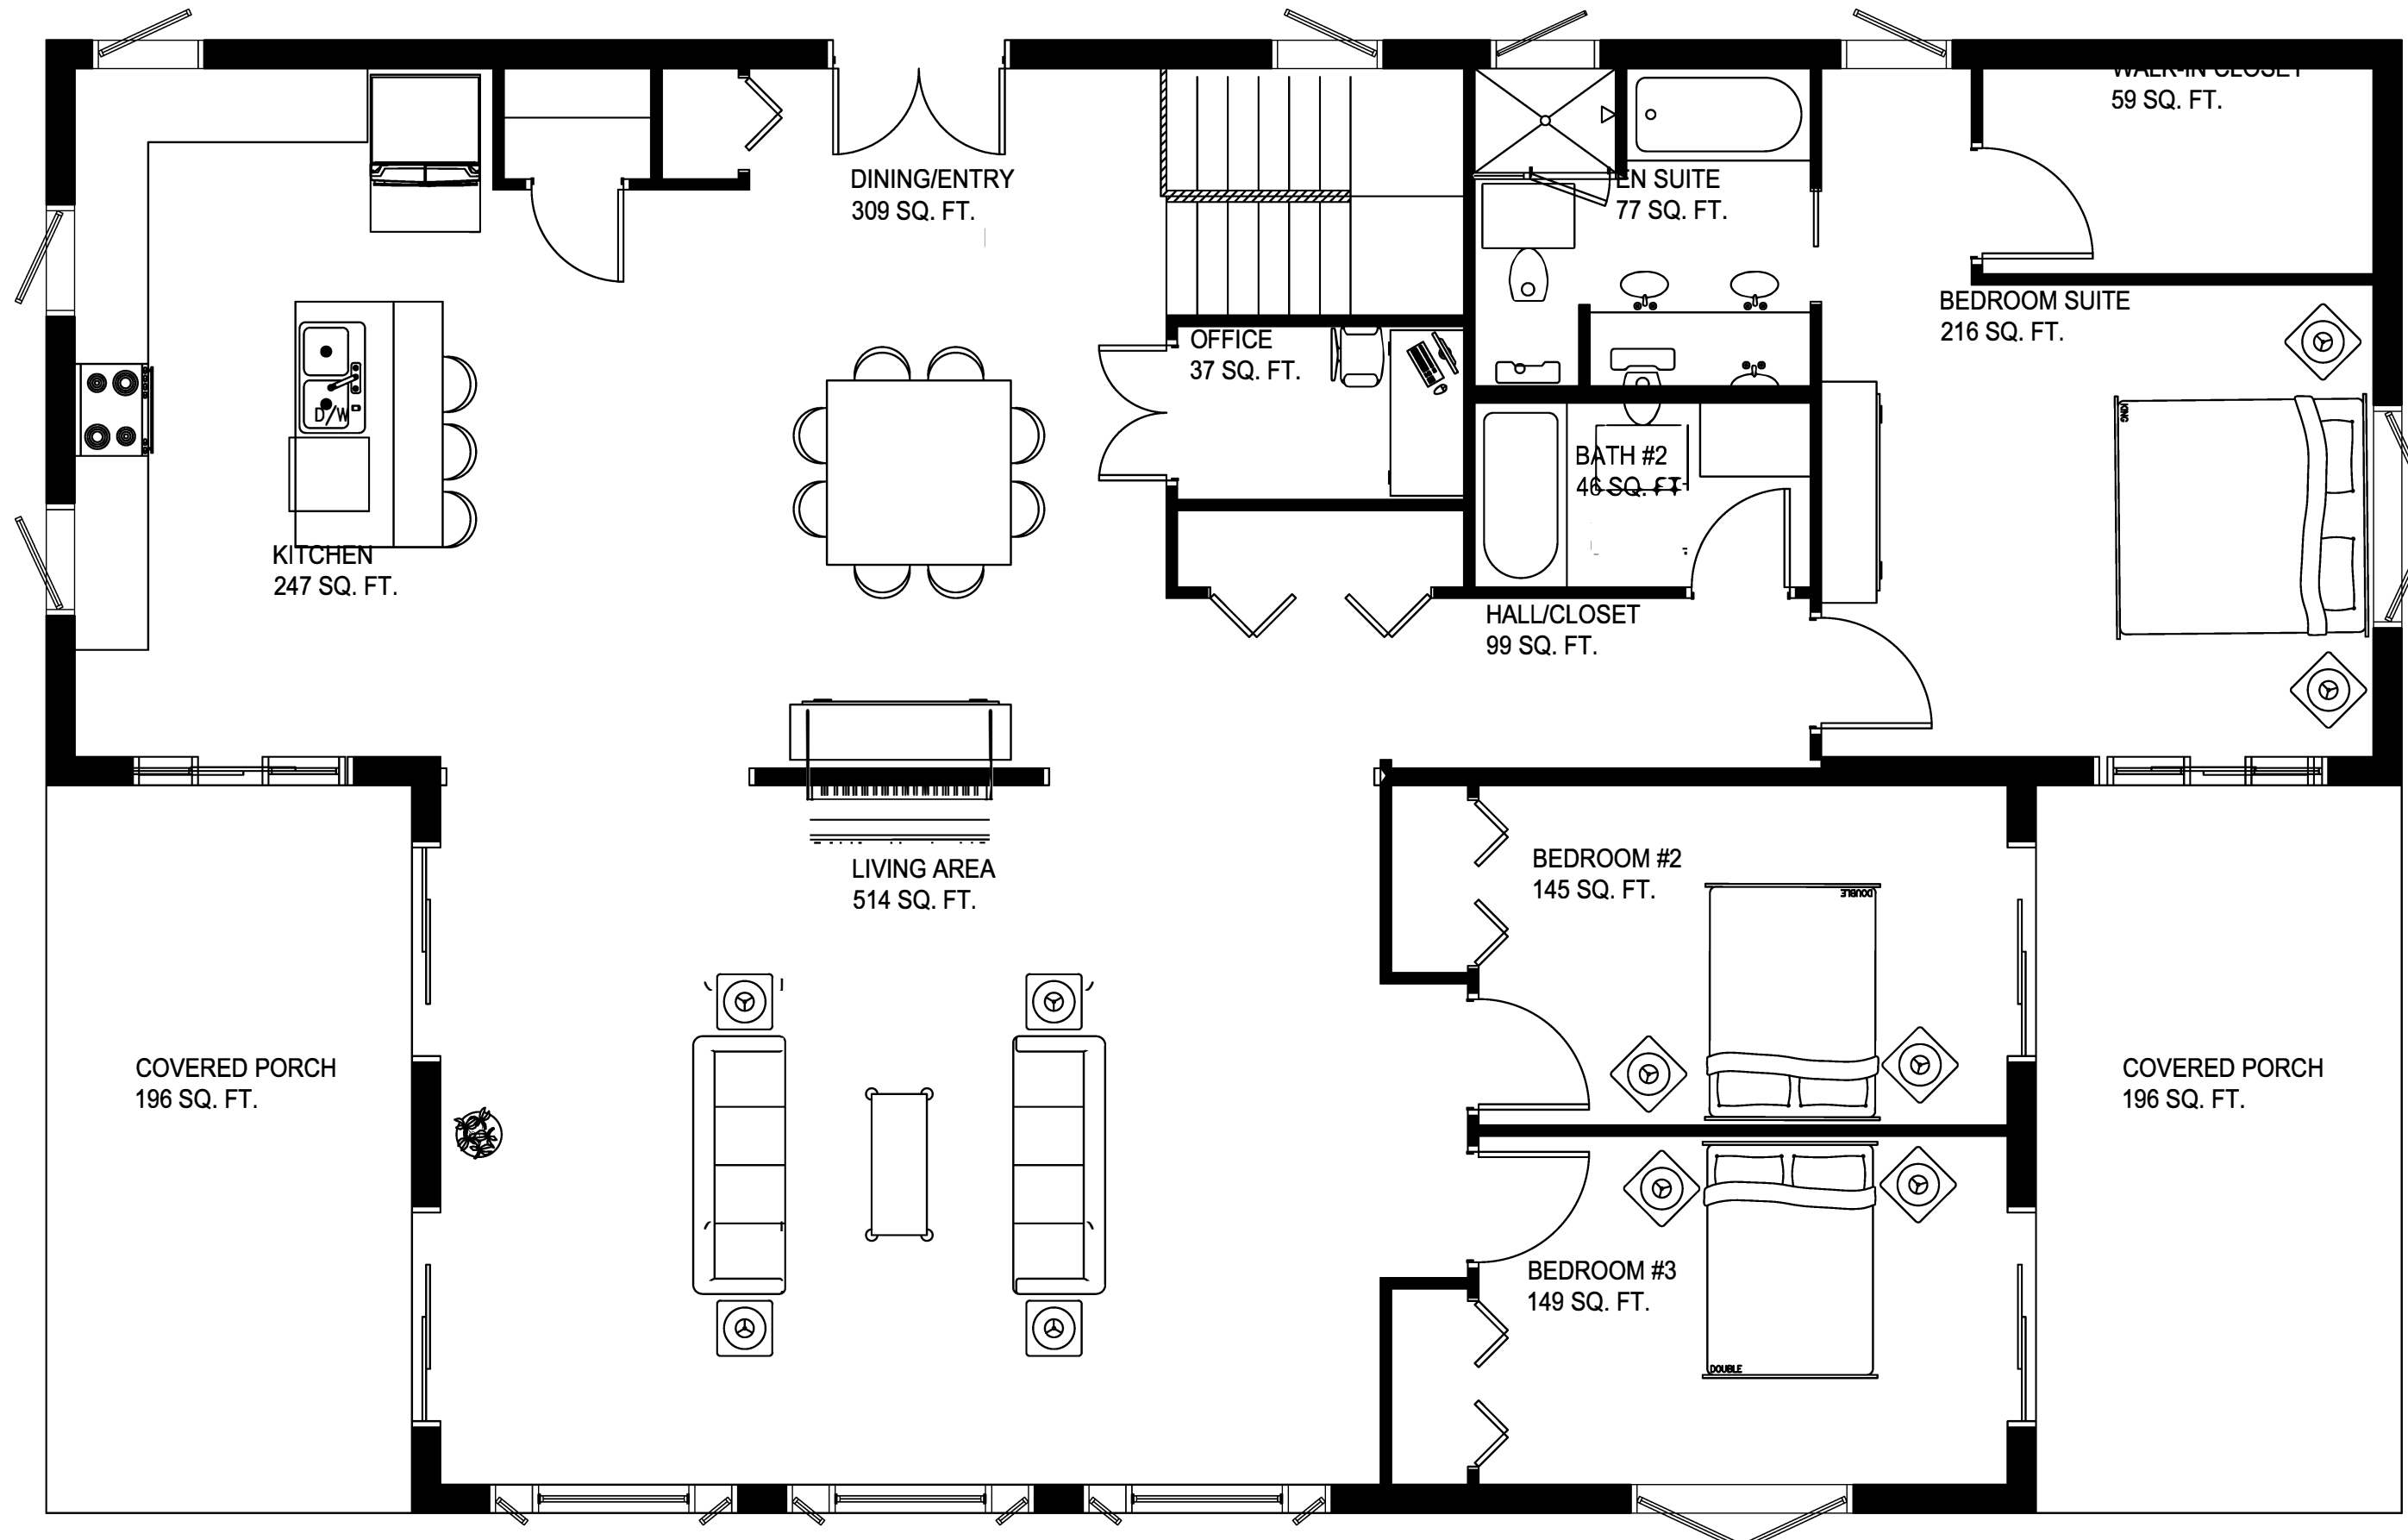 WALK-IN CLOSET
59 SQ. FT.
DINING/ENTRY
309 SQ. FT.
EN SUITE
77 SQ. FT.
BEDROOM SUITE
216 SQ. FT.
OFFICE
37 SQ. FT.
D/W
KING
BATH #2
46 SQ. FT
KITCHEN
247 SQ. FT.
HALL/CLOSET
99 SQ. FT.
LIVING AREA
514 SQ. FT.
BEDROOM #2
145 SQ. FT.
DOUBLE
COVERED PORCH
196 SQ. FT.
COVERED PORCH
196 SQ. FT.
BEDROOM #3
149 SQ. FT.
DOUBLE